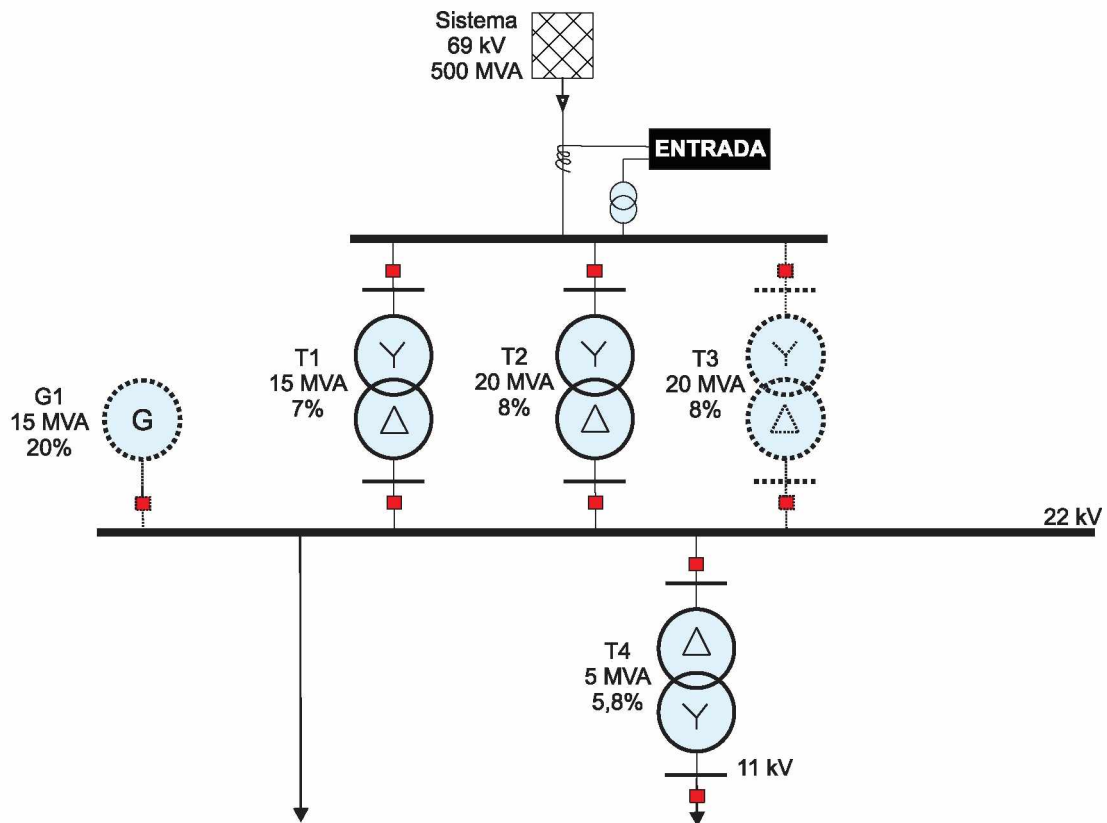 Sistema
69 kV
500 MVA
ENTRADA
T1
15 MVA
7%
T2
20 MVA
8%
T3
20 MVA
8%
G1
15 MVA
20%
G
22 kV
T4
5 MVA
5,8%
11 kV